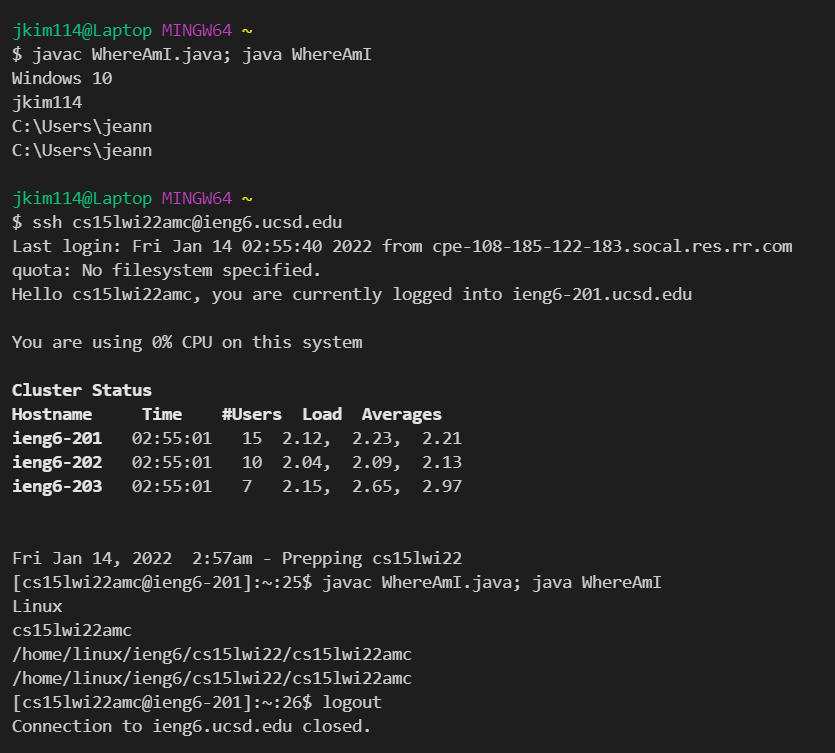 jkim114@Laptop MINGW64 ~
$ javac WhereAmI.java; java WhereAmI
Windows 10
jkim114
C:\Users\jeann
C:\Users\jeann
jkim114@Laptop MINGW64 ~
$ ssh cs15lwi22amc@ieng6.ucsd.edu
Last login: Fri Jan 14 02:55:40 2022 from cpe-108-185-122-183.socal.res.rr.com
quota: No filesystem specified.
Hello cs15lwi22amc, you are currently logged into ieng6-201.ucsd.edu
You are using 0% CPU on this system
Cluster Status
Hostname     Time    #Users  Load  Averages
ieng6-201   02:55:01   15  2.12,  2.23,  2.21
ieng6-202   02:55:01   10  2.04,  2.09,  2.13
ieng6-203   02:55:01   7   2.15,  2.65,  2.97
Fri Jan 14, 2022  2:57am - Prepping cs15lwi22
[cs15lwi22amc@ieng6-201]:~:25$ javac WhereAmI.java; java WhereAmI
Linux
cs15lwi22amc
/home/linux/ieng6/cs15lwi22/cs15lwi22amc
/home/linux/ieng6/cs15lwi22/cs15lwi22amc
[cs15lwi22amc@ieng6-201]:~:26$ logout
Connection to ieng6.ucsd.edu closed.